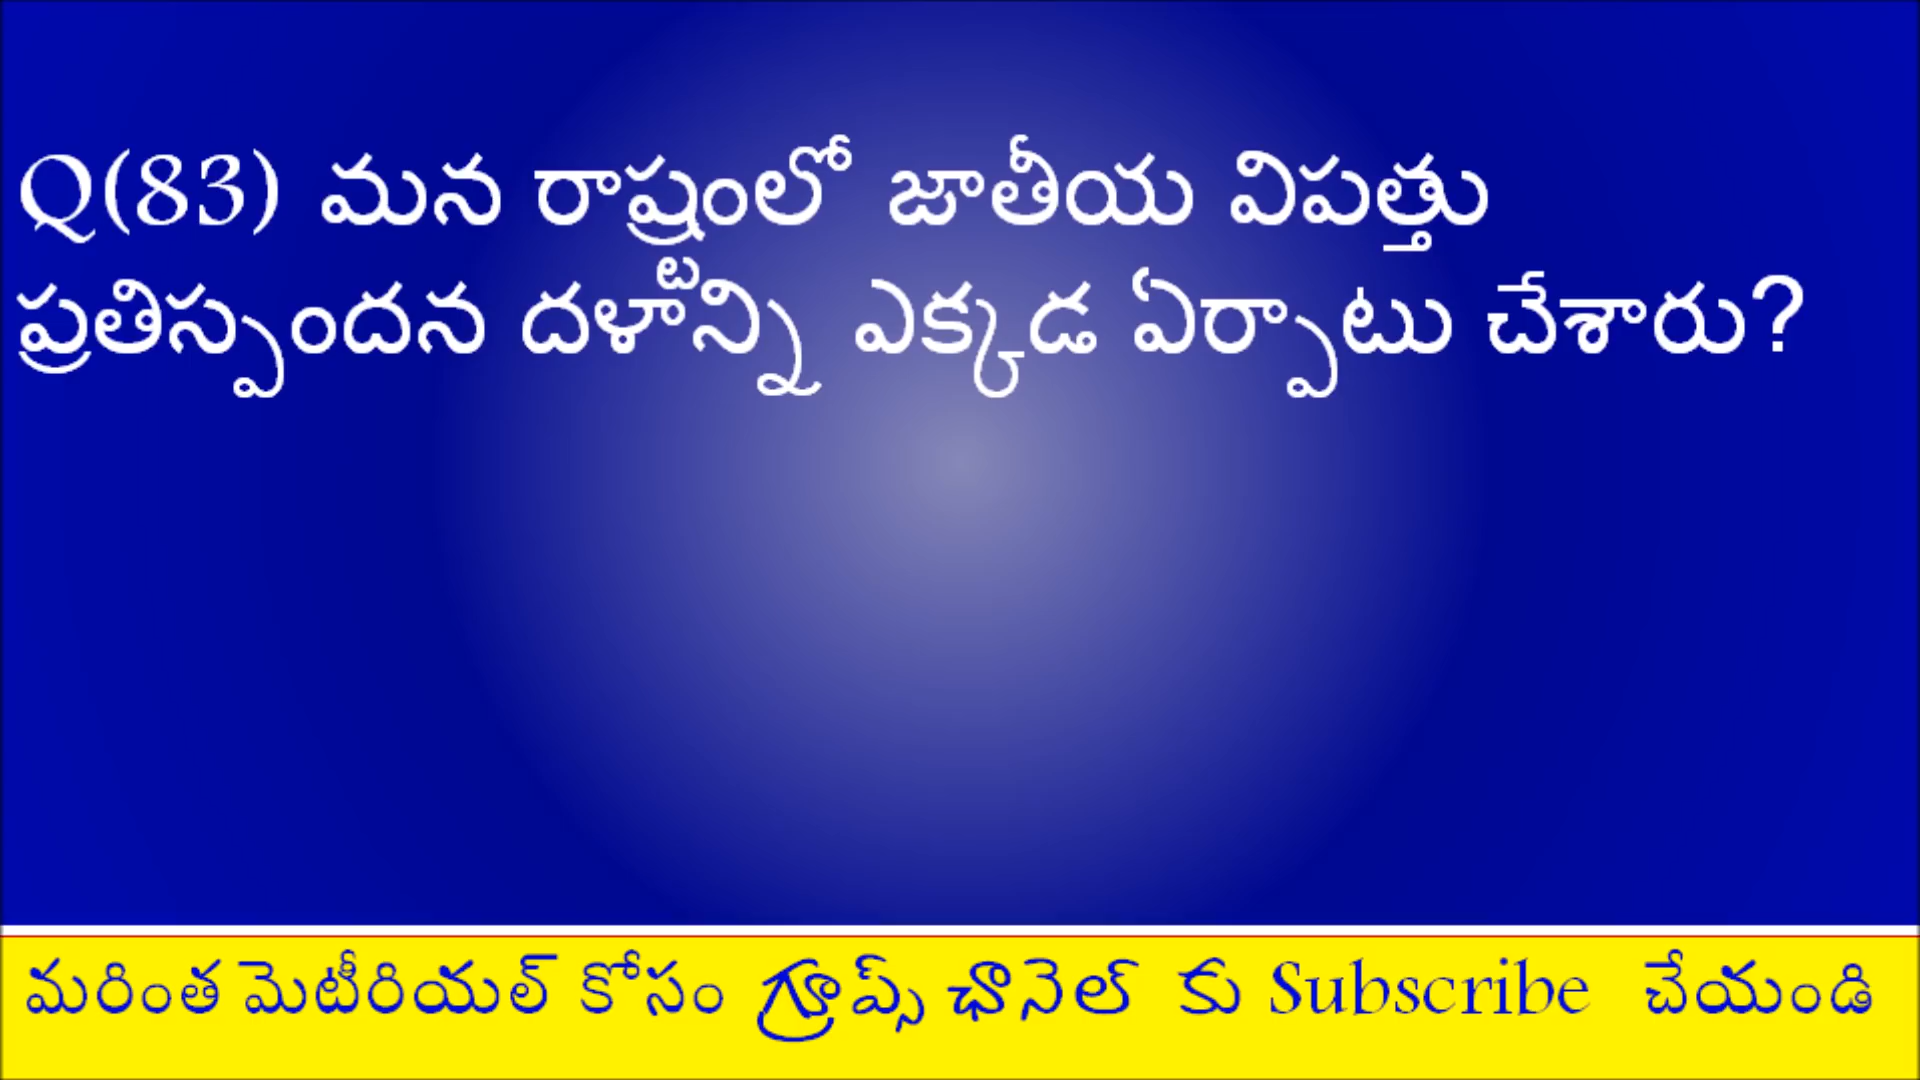 Q(83) మన రాష్ట్రంలో జాతీయ విపత్తు
ప్రతిస్పందన దళాన్ని ఎక్కడ ఏర్పాటు చేశారు?
మరింత మెటీరియల్ కోసం గ్రూప్స్ ఛానెల్ కు Subscribe చేయండి